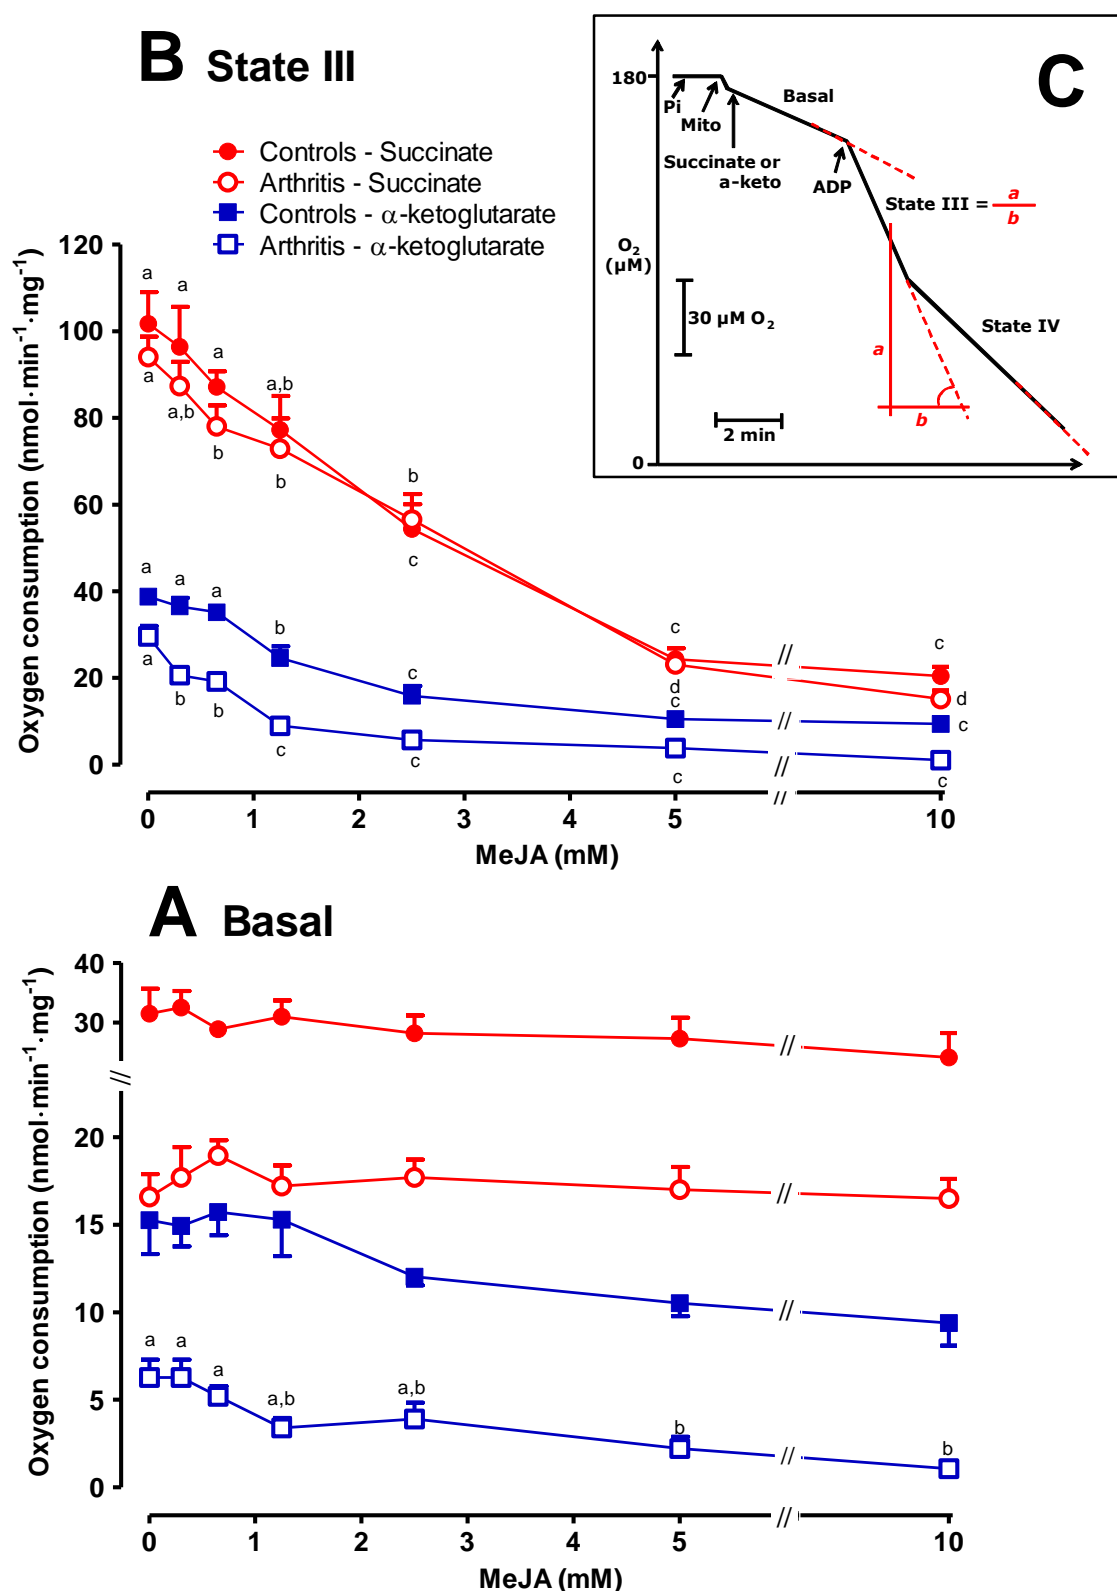 B State III
Controls - Succinate
Arthritis - Succinate
Controls - α-ketoglutarate
Arthritis - α-ketoglutarate
Oxygen consumption (nmol·min⁻¹·mg⁻¹)
120
100
80
60
40
20
0
a
a
a
a,b
b
a
a,b
b
b
c
c
c
d
d
a
a
a
b
c
c
c
a
b
b
c
c
c
c
//
//
//
//
0 1 2 3 4 5 10
MeJA (mM)
C
180
Pi
Mito
Basal
Succinate or
a-keto
ADP
State III = a
b
O₂
(µM)
30 µM O₂
State IV
a
b
2 min
0
A Basal
Oxygen consumption (nmol·min⁻¹·mg⁻¹)
40
30
//
20
15
10
5
0
//
//
//
//
a
a
a
a,b
a,b
b
b
//
0 1 2 3 4 5 10
MeJA (mM)